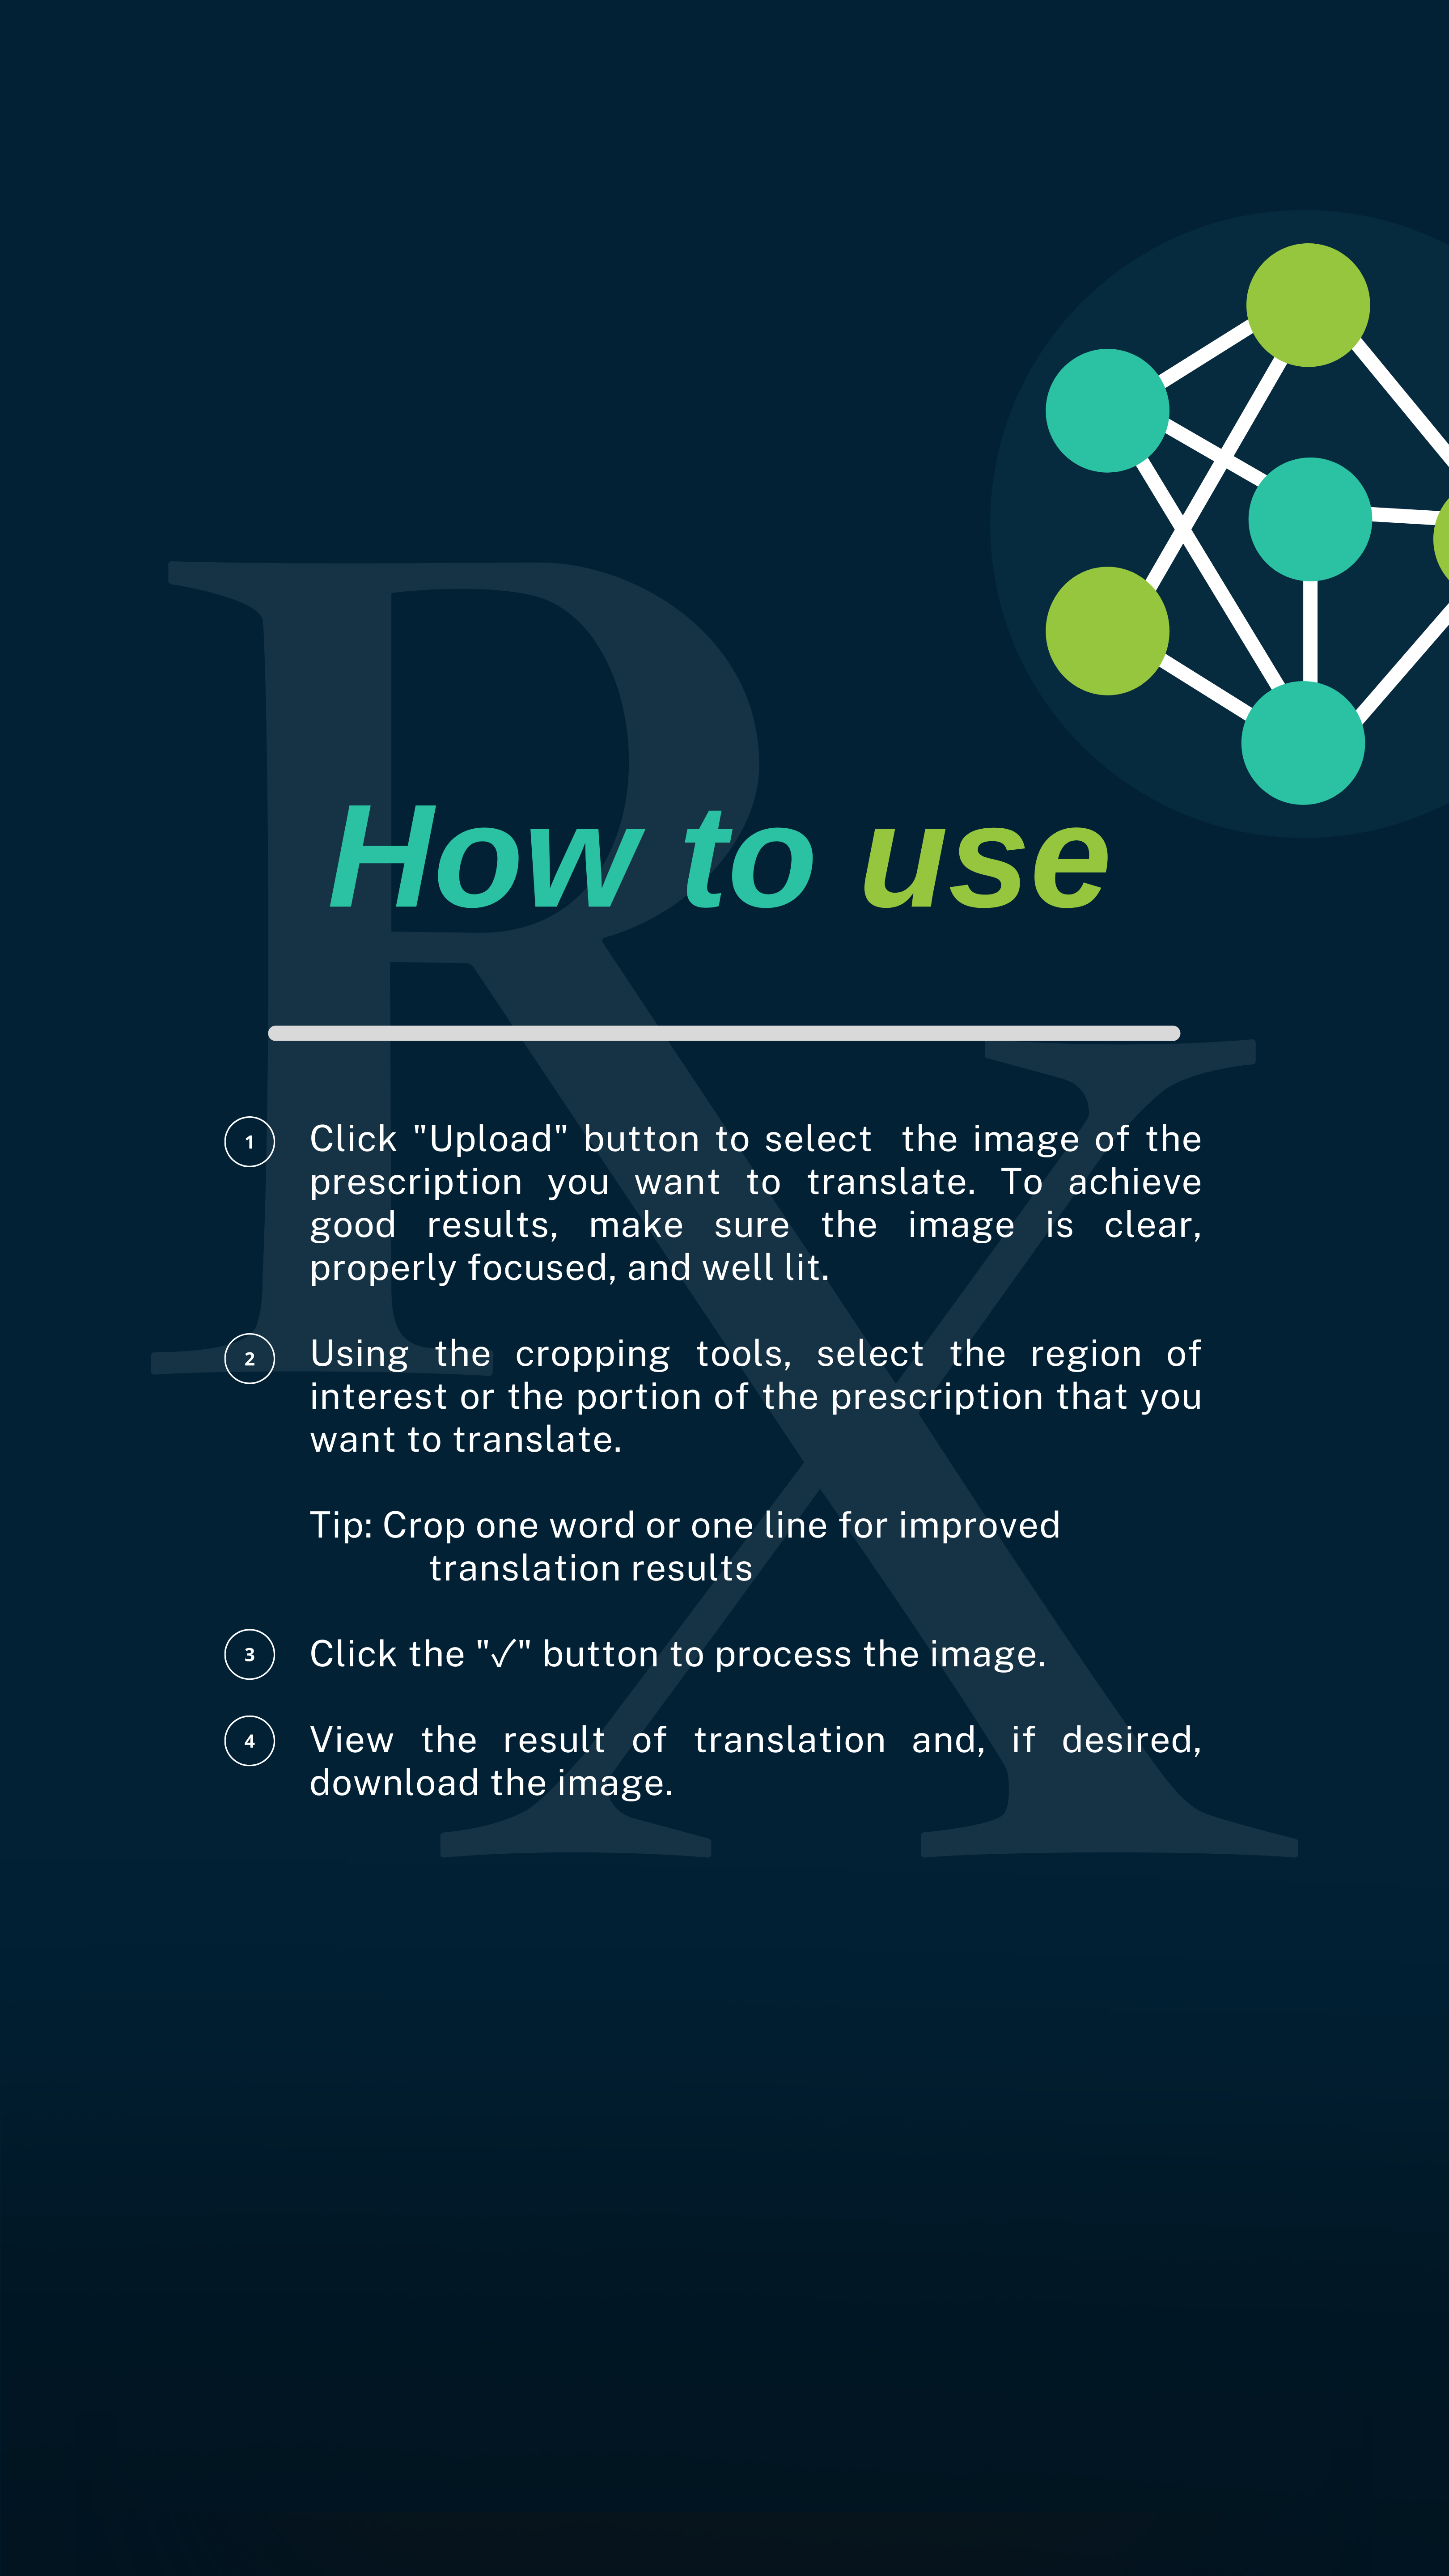 RX
How to use
1 Click "Upload" button to select  the image of the
prescription you want to translate. To achieve
good results, make sure the image is clear,
properly focused, and well lit.
2 Using the cropping tools, select the region of
interest or the portion of the prescription that you
want to translate.
Tip: Crop one word or one line for improved
translation results
3 Click the "✓" button to process the image.
4 View the result of translation and, if desired,
download the image.